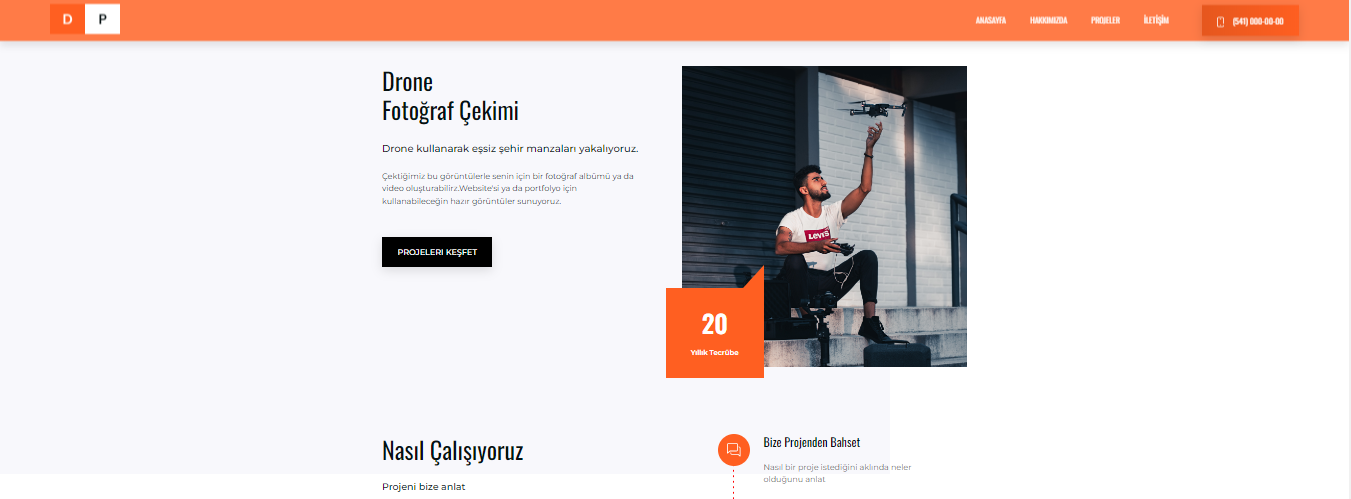 D P
ANASAYFA HAKKIMIZDA PROJELER İLETİŞİM (541) 000-00-00
Drone
Fotoğraf Çekimi
Drone kullanarak eşsiz şehir manzaları yakalıyoruz.
Çektiğimiz bu görüntülerle senin için bir fotoğraf albümü ya da
video oluşturabilirz.Website'si ya da portfolyo için
kullanabileceğin hazır görüntüler sunuyoruz.
PROJELERI KEŞFET
Levi's
20
Yıllık Tecrübe
Nasıl Çalışıyoruz
Projeni bize anlat
Bize Projenden Bahset
Nasıl bir proje istediğini aklında neler
olduğunu anlat